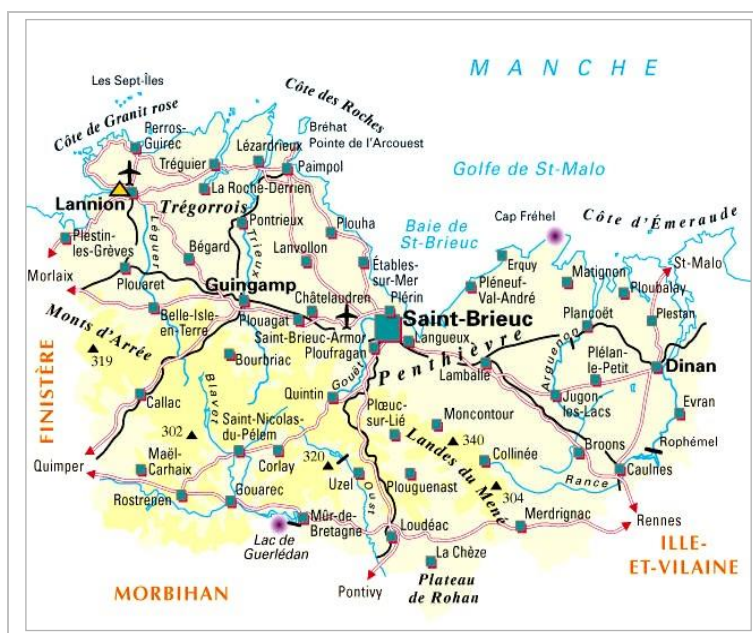 MANCHE
Les Sept-Îles
Côte de Granit rose
Côte des Roches
Perros-
Guirec
Bréhat
Pointe de l'Arcouest
Lézardrieux
Tréguier
Paimpol
Golfe de St-Malo
La Roche-Derrien
Lannion
Trégorrois
Cap Fréhel
Côte d'Émeraude
Pontrieux
Plouha
Baie de
St-Brieuc
Plestin-
les-Grèves
Léguer
Trieux
Bégard
Lanvollon
Erquy
Matignon
St-Malo
Morlaix
Plouaret
Étables-
sur-Mer
Pléneuf-
Val-André
Ploubalay
Guingamp
Châtelaudren
Plérin
Belle-Isle-
en-Terre
Plouagat
Saint-Brieuc
Plancoët
Plestan
Monts d'Arrée
319
Saint-Brieuc-Armor
Ploufragan
Langueux
Arguenon
Bourbriac
Penthièvre
Lamballe
Plélan-
le-Petit
Dinan
FINISTÈRE
Callac
Blavet
Quintin
Gouët
Jugon-
les-Lacs
Evran
302
Saint-Nicolas-
du-Pélem
Plœuc-
sur-Lié
Moncontour
340
Broons
Rophémel
Quimper
Maël-
Carhaix
Corlay
320
Landes du Mené
Collinée
Caulnes
Rance
Rostrenen
Gouarec
Uzel
Oust
Plouguenast
304
Mûr-de-
Bretagne
Loudéac
Merdrignac
Rennes
Lac de
Guerlédan
La Chèze
ILLE-
ET-VILAINE
MORBIHAN
Pontivy
Plateau
de Rohan